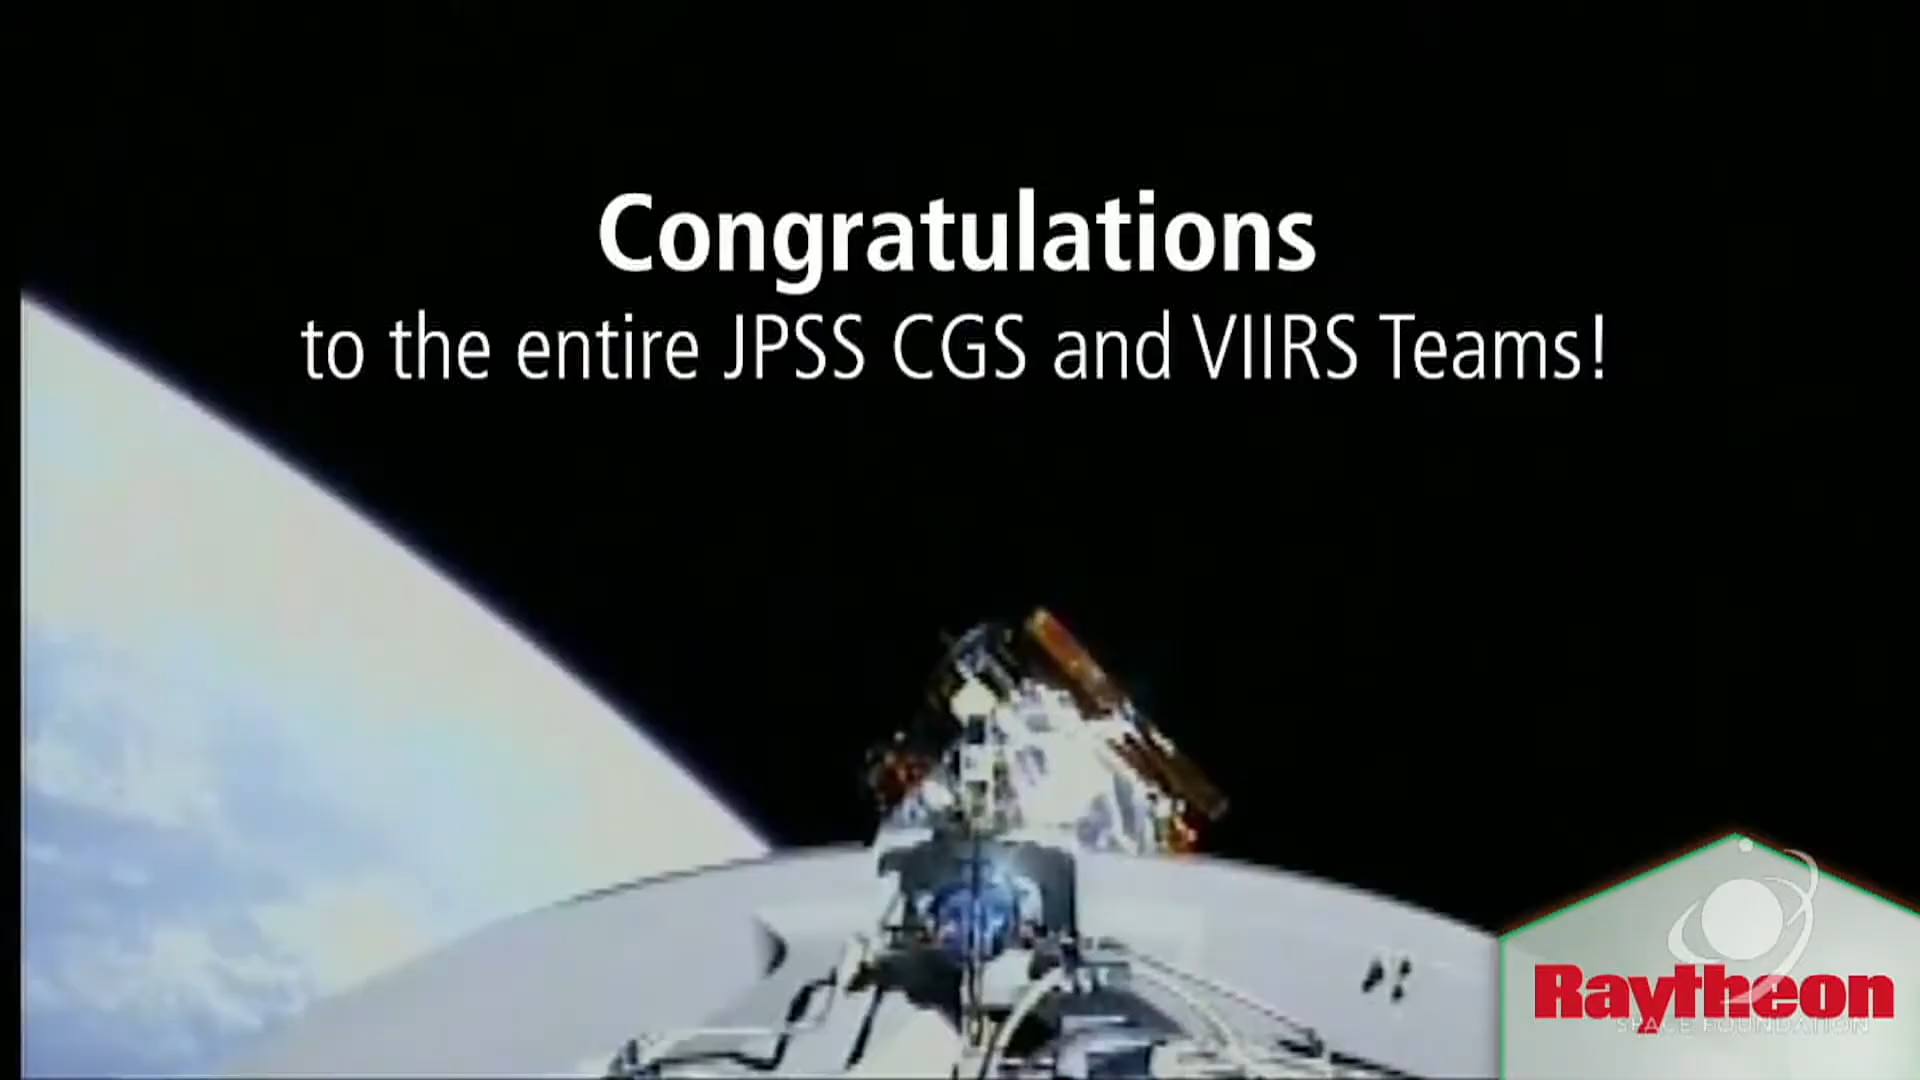 Congratulations
to the entire JPSS CGS and VIIRS Teams!
Raytheon
SPACE FOUNDATION